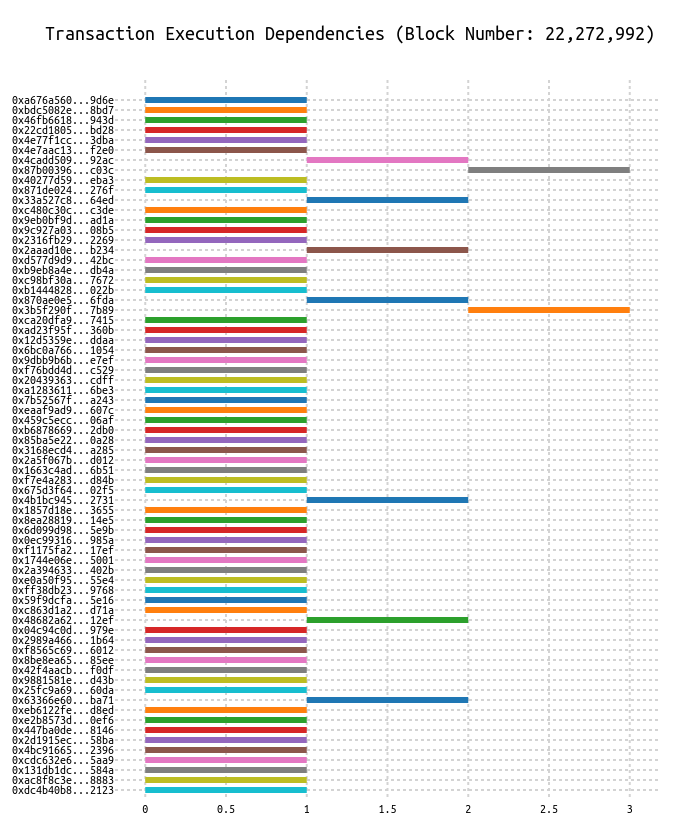 Transaction Execution Dependencies (Block Number: 22,272,992)
0xa676a560...9d6e
0xbdc5082e...8bd7
0x46fb6618...943d
0x22cd1805...bd28
0x4e77f1cc...3dba
0x4e7aac13...f2e0
0x4cadd509...92ac
0x87b00396...c03c
0x40277d59...eba3
0x871de024...276f
0x33a527c8...64ed
0xc480c30c...c3de
0x9eb0bf9d...ad1a
0x9c927a03...08b5
0x2316fb29...2269
0x2aaad10e...b234
0xd577d9d9...42bc
0xb9eb8a4e...db4a
0xc98bf30a...7672
0xb1444828...022b
0x870ae0e5...6fda
0x3b5f290f...7b89
0xca20dfa9...7415
0xad23f95f...360b
0x12d5359e...ddaa
0x6bc0a766...1054
0x9dbb9b6b...e7ef
0xf76bdd4d...c529
0x20439363...cdff
0xa1283611...6be3
0x7b52567f...a243
0xeaaf9ad9...607c
0x459c5ecc...06af
0xb6878669...2db0
0x85ba5e22...0a28
0x3168ecd4...a285
0x2a5f067b...d012
0x1663c4ad...6b51
0xf7e4a283...d84b
0x675d3f64...02f5
0x4b1bc945...2731
0x1857d18e...3655
0x8ea28819...14e5
0x6d099d98...5e9b
0x0ec99316...985a
0xf1175fa2...17ef
0x1744e06e...5001
0x2a394633...402b
0xe0a50f95...55e4
0xff38db23...9768
0x59f9dcfa...5e16
0xc863d1a2...d71a
0x48682a62...12ef
0x04c94c0d...979e
0x2989a466...1b64
0xf8565c69...6012
0x8be8ea65...85ee
0x42f4aacb...f0df
0x9881581e...d43b
0x25fc9a69...60da
0x63366e60...ba71
0xeb6122fe...d8ed
0xe2b8573d...0ef6
0x447ba0de...8146
0x2d1915ec...58ba
0x4bc91665...2396
0xcdc632e6...5aa9
0x131db1dc...584a
0xac8f8c3e...8883
0xdc4b40b8...2123
0 0.5 1 1.5 2 2.5 3